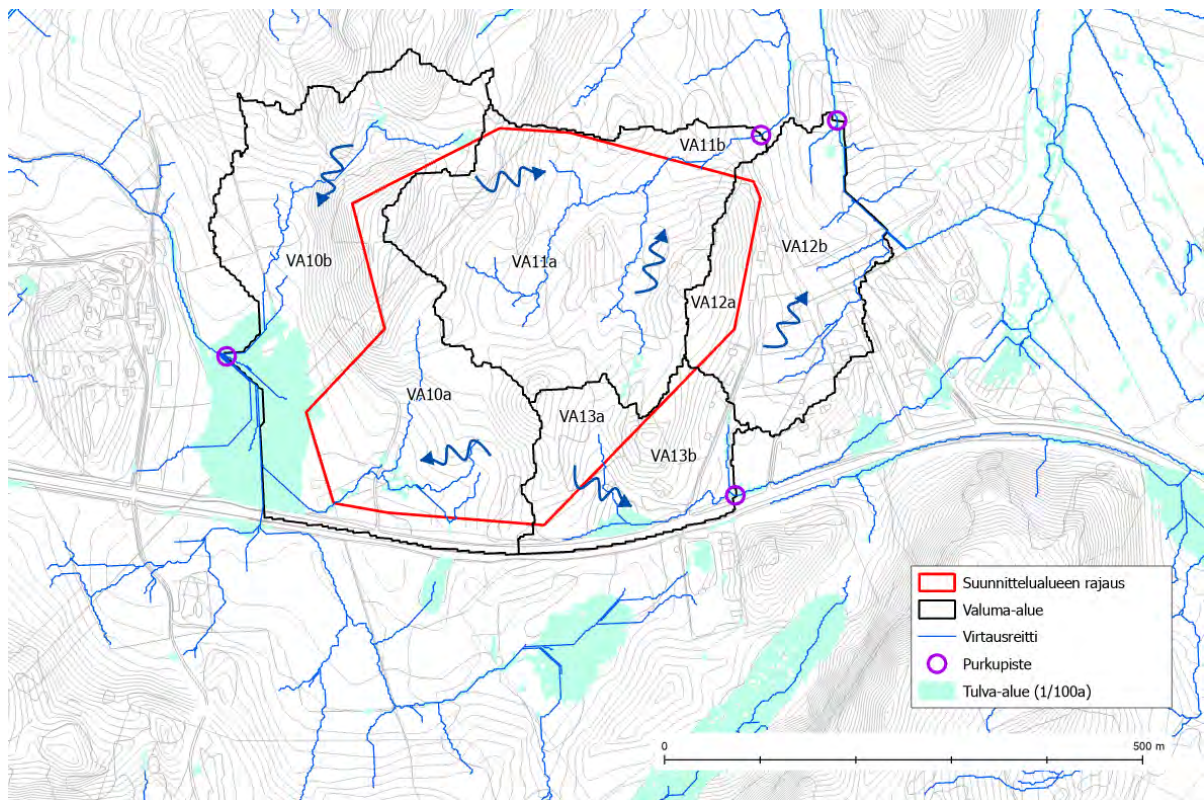 VA11b
VA10b
VA11a
VA12b
VA12a
VA10a
VA13a
VA13b
Suunnittelualueen rajaus
Valuma-alue
Virtausreitti
Purkupiste
Tulva-alue (1/100a)
0 500 m